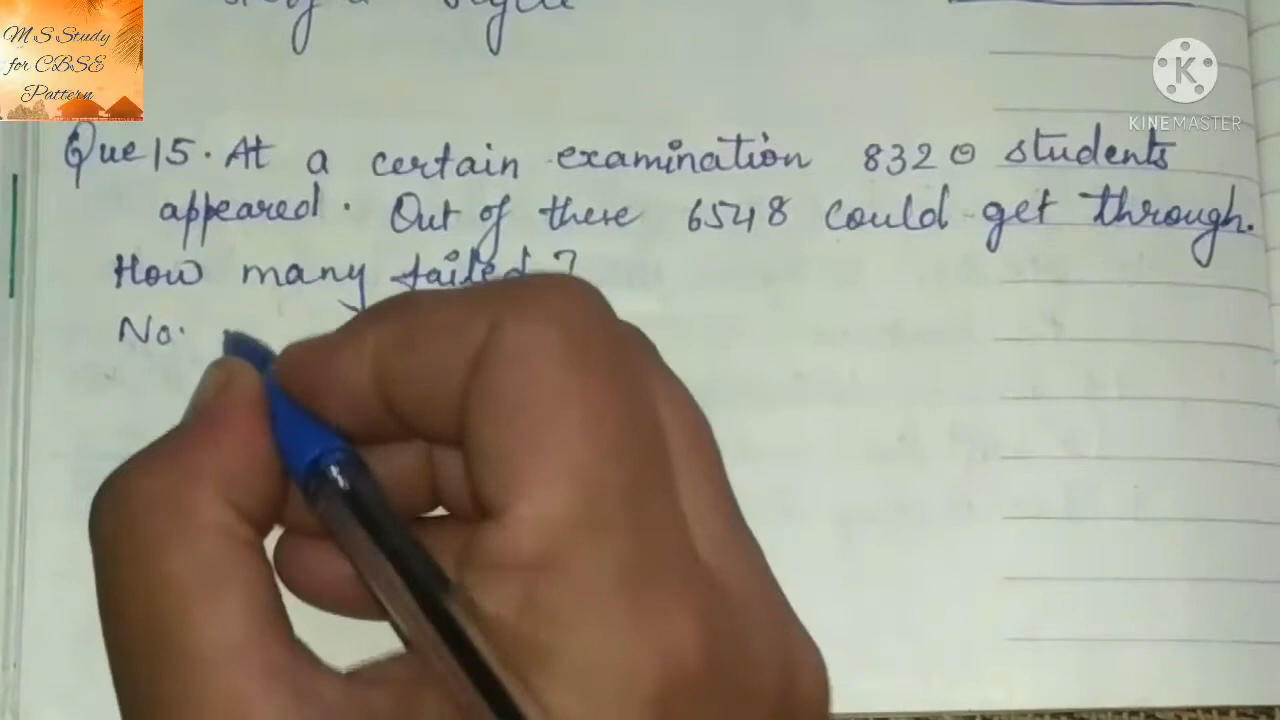 M S Study
for CBSE
Pattern
KINEMASTER
Que 15. At a certain examination 8320 students
appeared. Out of these 6548 could get through.
How many failed?
No.